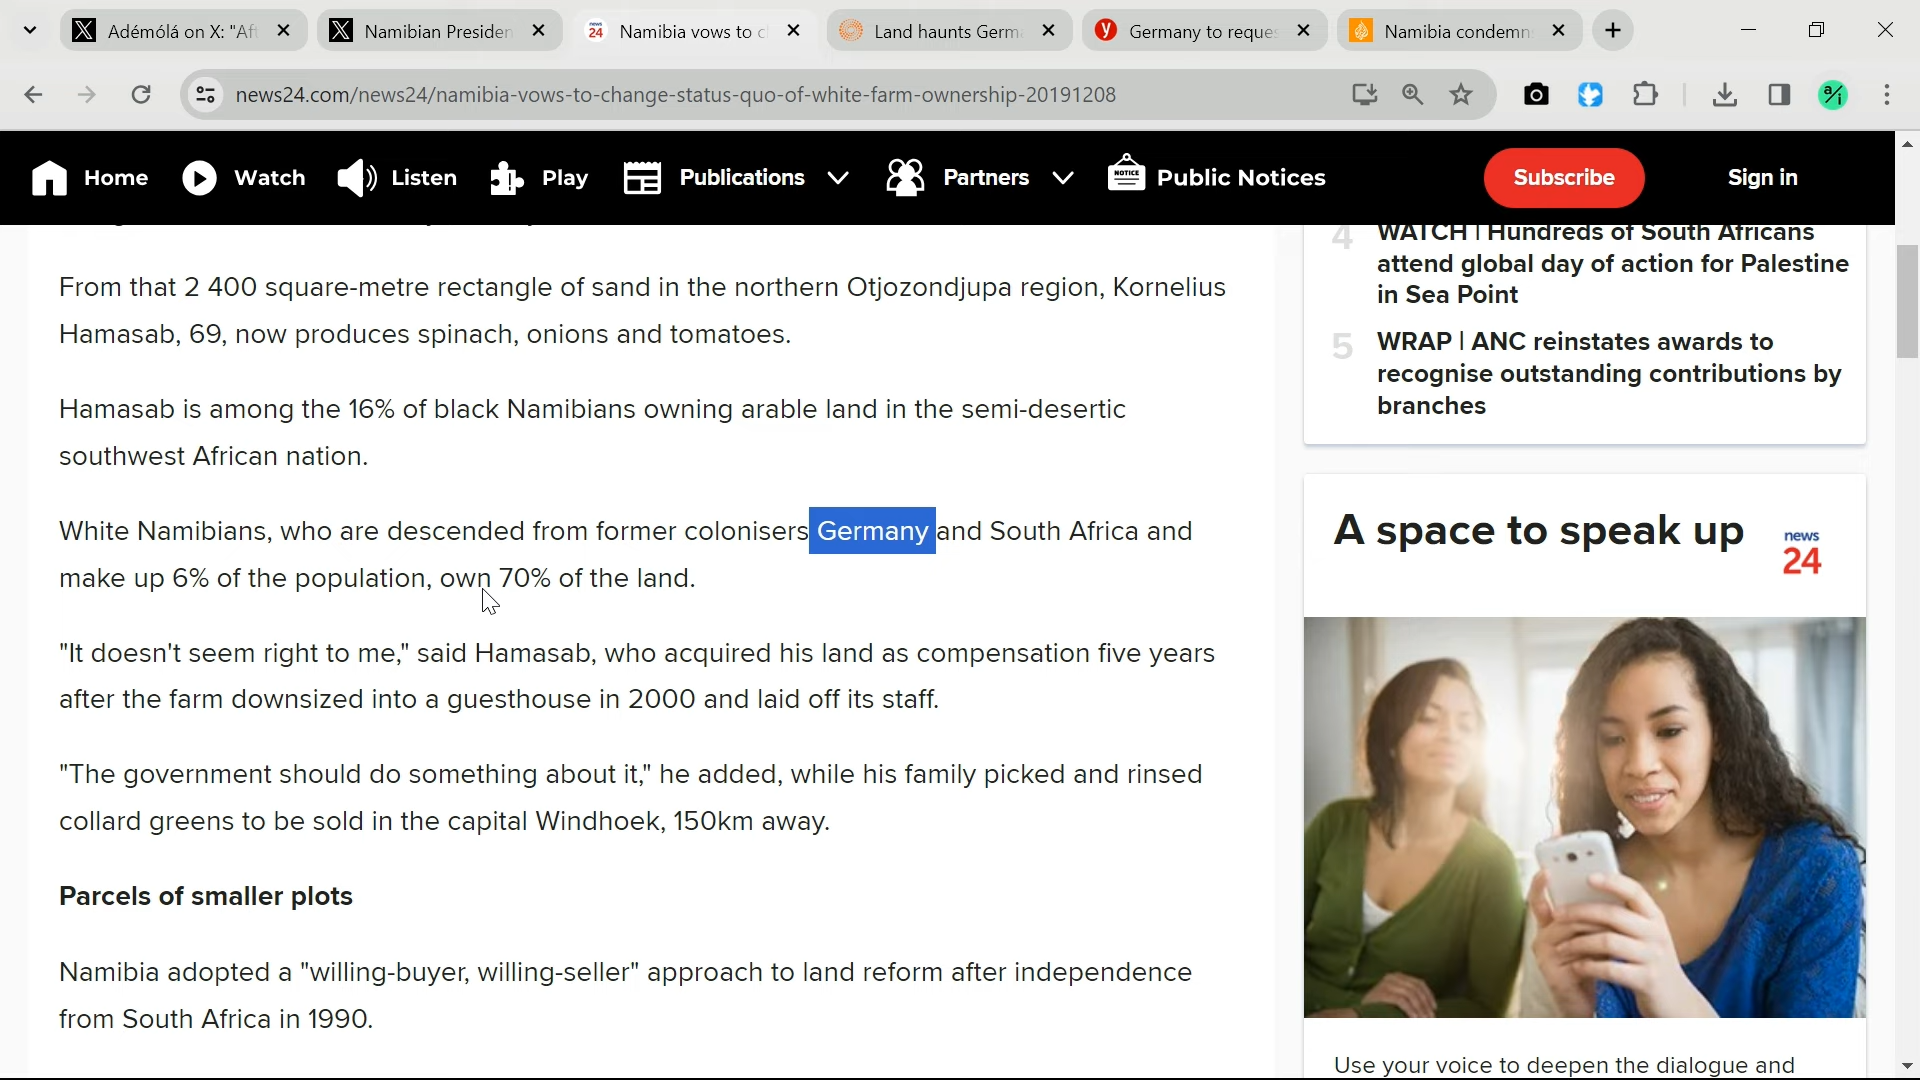 Adémólá on X: "Aft
Namibian Presiden
Namibia vows to c
Land haunts Germ
Germany to reque
Namibia condemn
news24.com/news24/namibia-vows-to-change-status-quo-of-white-farm-ownership-20191208
Home
Watch
Listen
Play
Publications
Partners
Public Notices
Subscribe
Sign in
From that 2 400 square-metre rectangle of sand in the northern Otjozondjupa region, Kornelius
Hamasab, 69, now produces spinach, onions and tomatoes.
Hamasab is among the 16% of black Namibians owning arable land in the semi-desertic
southwest African nation.
White Namibians, who are descended from former colonisers Germany and South Africa and
make up 6% of the population, own 70% of the land.
"It doesn't seem right to me," said Hamasab, who acquired his land as compensation five years
after the farm downsized into a guesthouse in 2000 and laid off its staff.
"The government should do something about it," he added, while his family picked and rinsed
collard greens to be sold in the capital Windhoek, 150km away.
Parcels of smaller plots
Namibia adopted a "willing-buyer, willing-seller" approach to land reform after independence
from South Africa in 1990.
4 WATCH | Hundreds of South Africans
attend global day of action for Palestine
in Sea Point
5 WRAP | ANC reinstates awards to
recognise outstanding contributions by
branches
A space to speak up
news
24
Use your voice to deepen the dialogue and